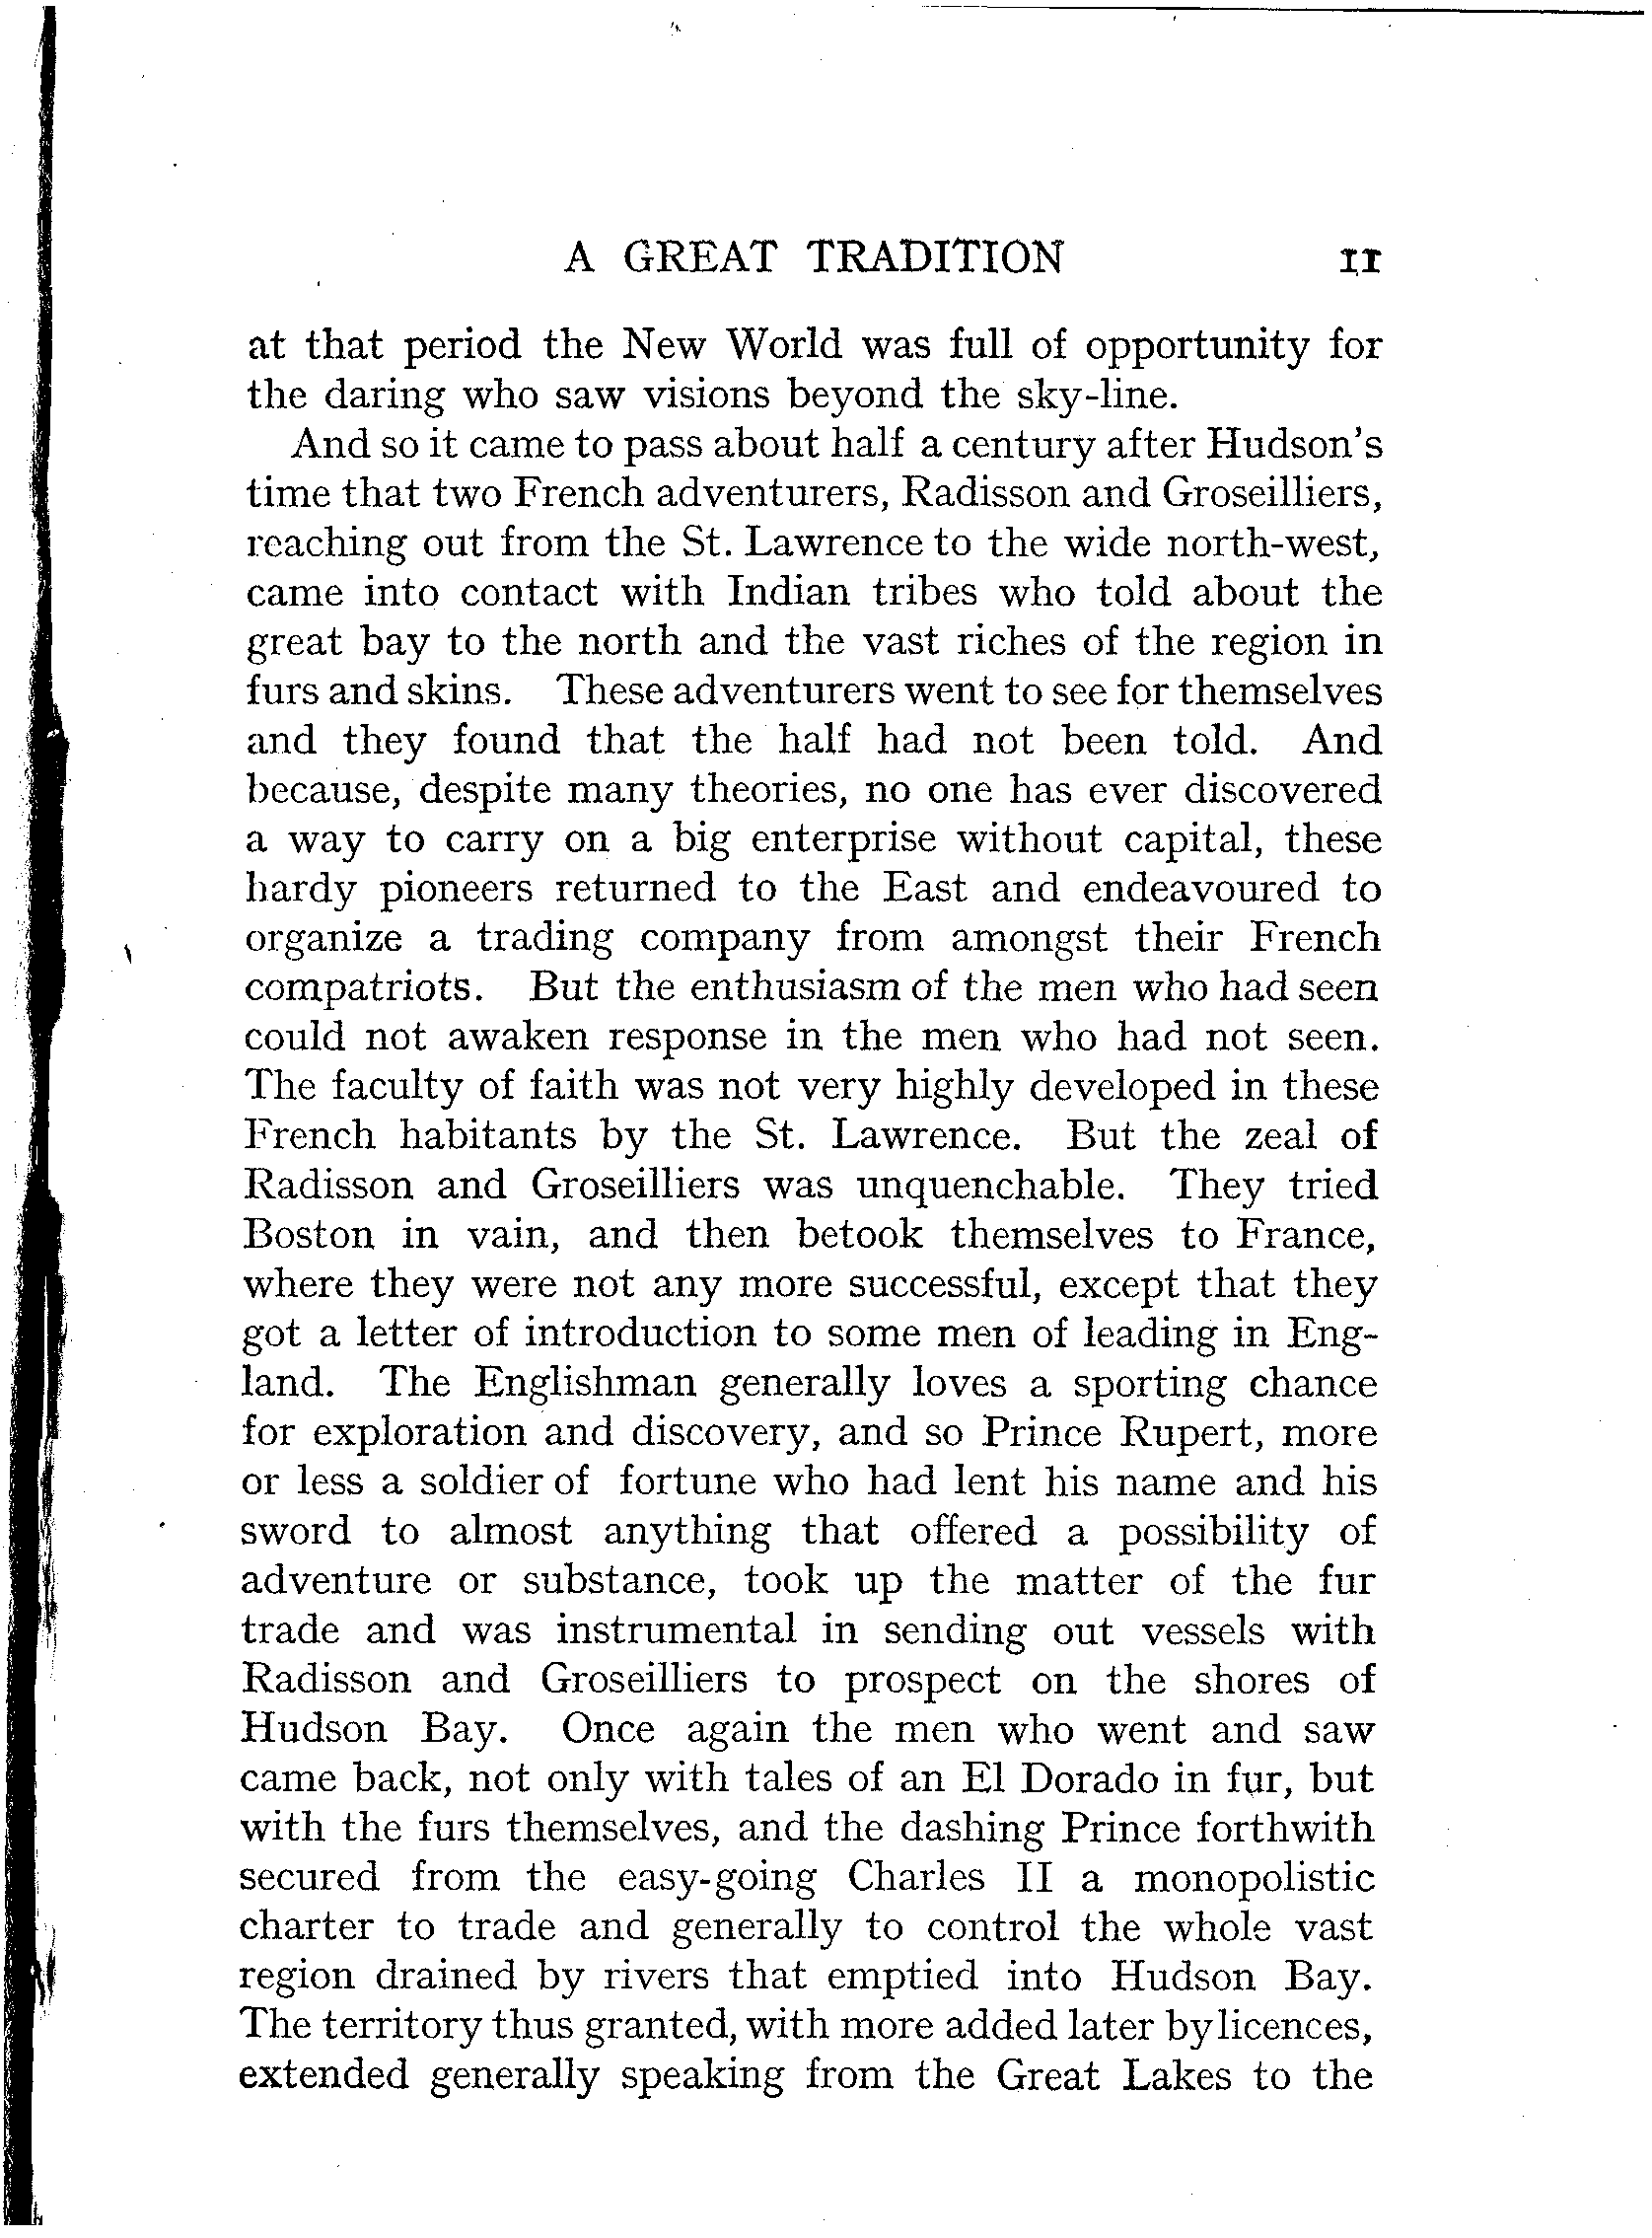 A GREAT TRADITION 11
at that period the New World was full of opportunity for
the daring who saw visions beyond the sky-line.
And so it came to pass about half a century after Hudson's
time that two French adventurers, Radisson and Groseilliers,
reaching out from the St. Lawrence to the wide north-west,
came into contact with Indian tribes who told about the
great bay to the north and the vast riches of the region in
furs and skins. These adventurers went to see for themselves
and they found that the half had not been told. And
because, despite many theories, no one has ever discovered
a way to carry on a big enterprise without capital, these
hardy pioneers returned to the East and endeavoured to
organize a trading company from amongst their French
compatriots. But the enthusiasm of the men who had seen
could not awaken response in the men who had not seen.
The faculty of faith was not very highly developed in these
French habitants by the St. Lawrence. But the zeal of
Radisson and Groseilliers was unquenchable. They tried
Boston in vain, and then betook themselves to France,
where they were not any more successful, except that they
got a letter of introduction to some men of leading in Eng-
land. The Englishman generally loves a sporting chance
for exploration and discovery, and so Prince Rupert, more
or less a soldier of fortune who had lent his name and his
sword to almost anything that offered a possibility of
adventure or substance, took up the matter of the fur
trade and was instrumental in sending out vessels with
Radisson and Groseilliers to prospect on the shores of
Hudson Bay. Once again the men who went and saw
came back, not only with tales of an El Dorado in fur, but
with the furs themselves, and the dashing Prince forthwith
secured from the easy-going Charles II a monopolistic
charter to trade and generally to control the whole vast
region drained by rivers that emptied into Hudson Bay.
The territory thus granted, with more added later by licences,
extended generally speaking from the Great Lakes to the